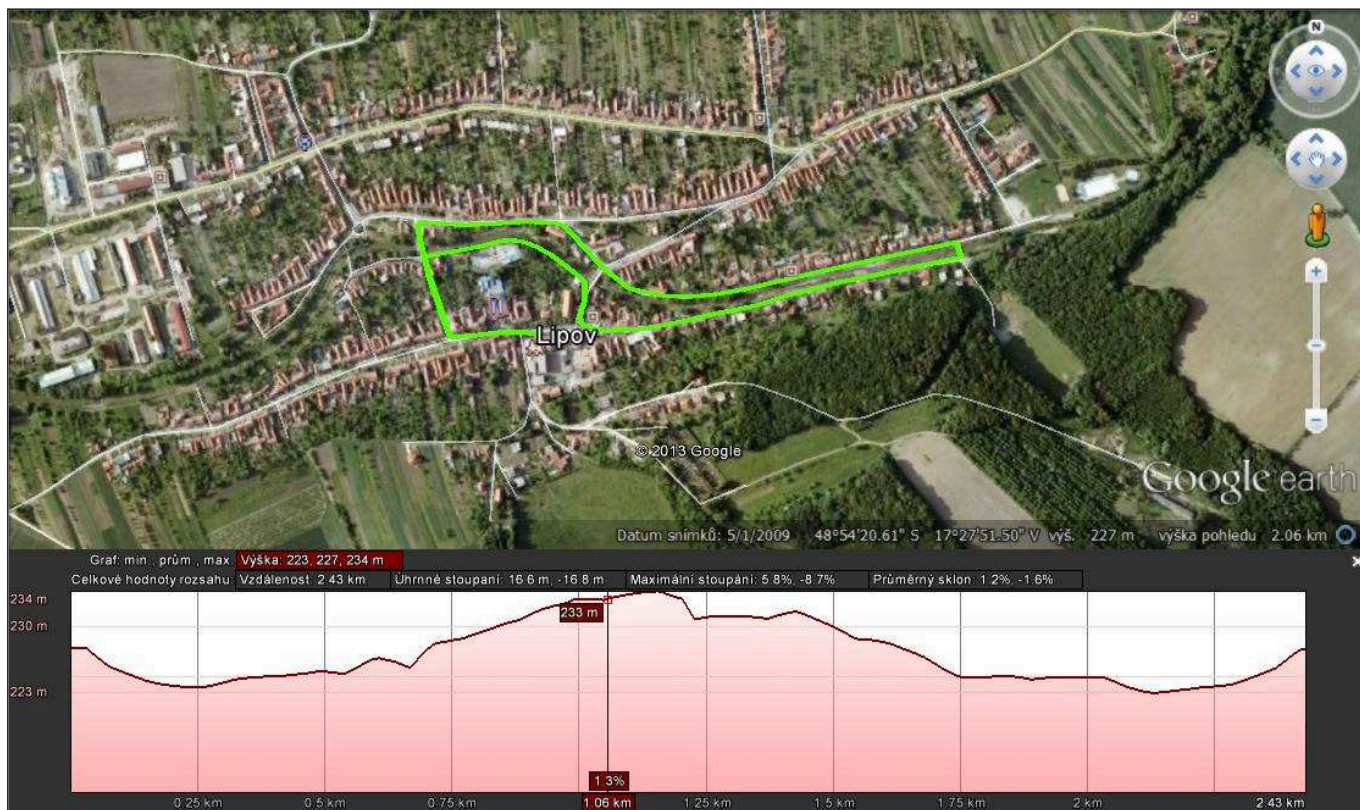 N
Lipov
© 2013 Google
Google earth
Datum snímků: 5/1/2009 48°54'20.61" S 17°27'51.50" V výš. 227 m výška pohledu 2.06 km
Graf: min., prům., max. Výška: 223, 227, 234 m
Celkové hodnoty rozsahu: Vzdálenost: 2.43 km Úhrnné stoupání: 16.6 m, -16.8 m Maximální stoupání: 5.8%, -8.7% Průměrný sklon: 1.2%, -1.6%
234 m
230 m
223 m
233 m
1.3%
0.25 km 0.5 km 0.75 km 1.06 km 1.25 km 1.5 km 1.75 km 2 km 2.43 km